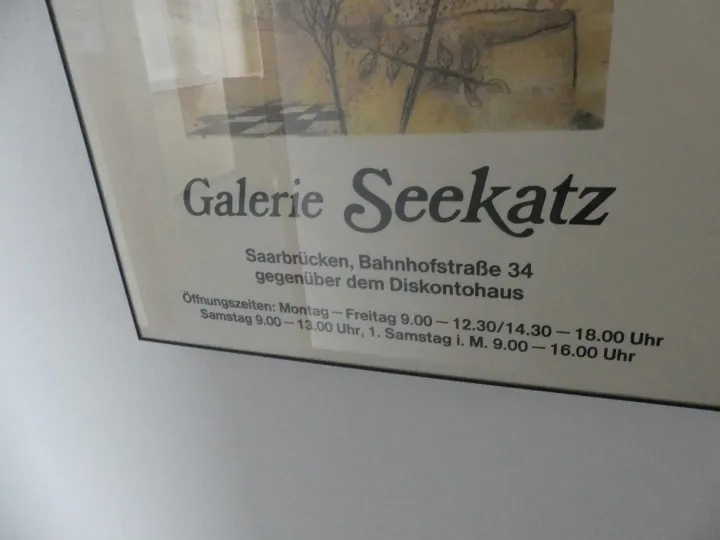 Galerie Seekatz
Saarbrücken, Bahnhofstraße 34
gegenüber dem Diskontohaus
Öffnungszeiten: Montag – Freitag 9.00 – 12.30/14.30 – 18.00 Uhr
Samstag 9.00 – 13.00 Uhr, 1. Samstag i. M. 9.00 – 16.00 Uhr